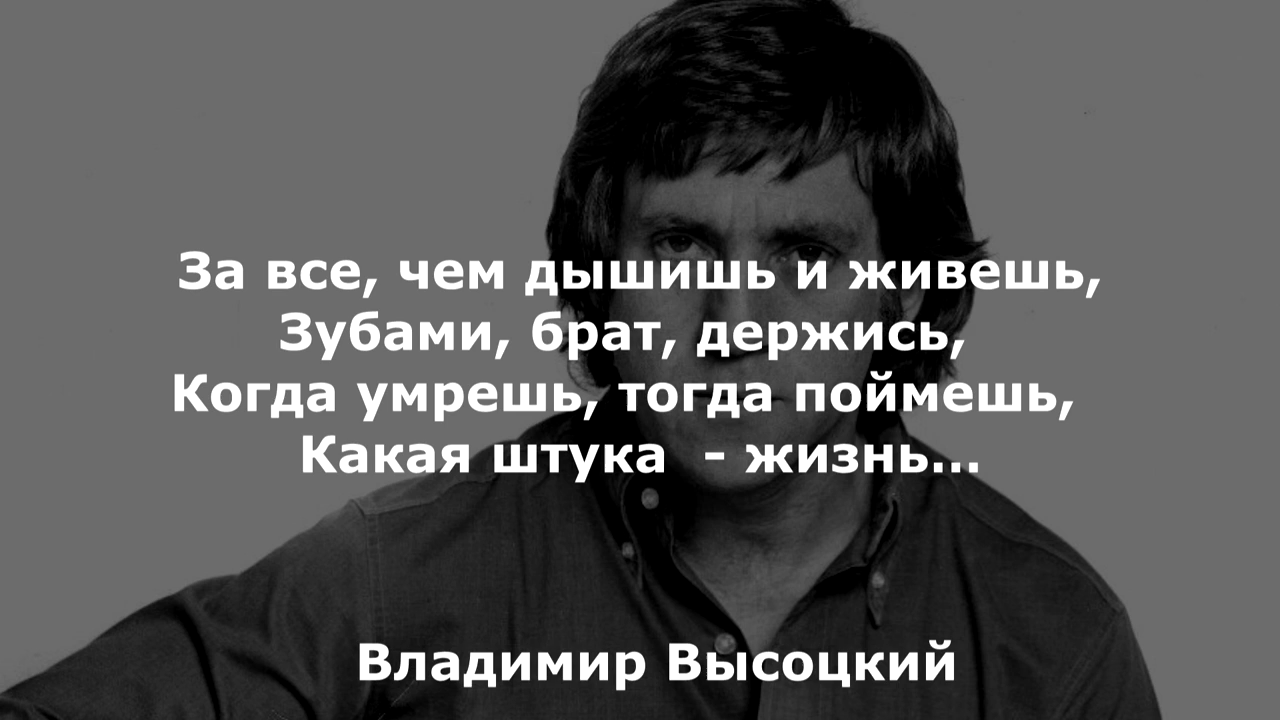 За все, чем дышишь и живешь,
Зубами, брат, держись,
Когда умрешь, тогда поймешь,
Какая штука - жизнь...
Владимир Высоцкий